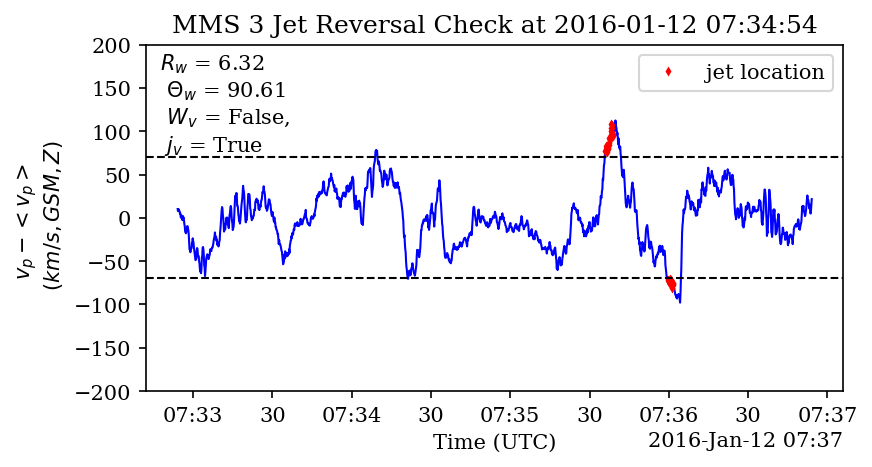 MMS 3 Jet Reversal Check at 2016-01-12 07:34:54
R_w = 6.32
Θ_w = 90.61
W_v = False,
j_v = True
jet location
v_p − < v_p >
(km/s, GSM, Z)
200
150
100
50
0
−50
−100
−150
−200
07:33 30 07:34 30 07:35 30 07:36 30 07:37
Time (UTC)
2016-Jan-12 07:37